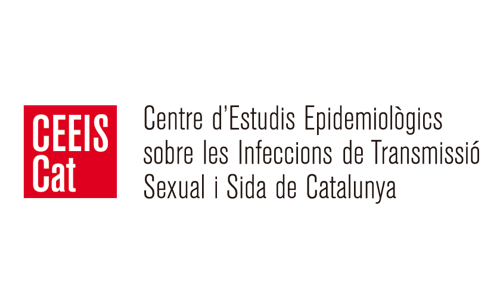 CEEIS
Cat
Centre d'Estudis Epidemiològics
sobre les Infeccions de Transmissió
Sexual i Sida de Catalunya